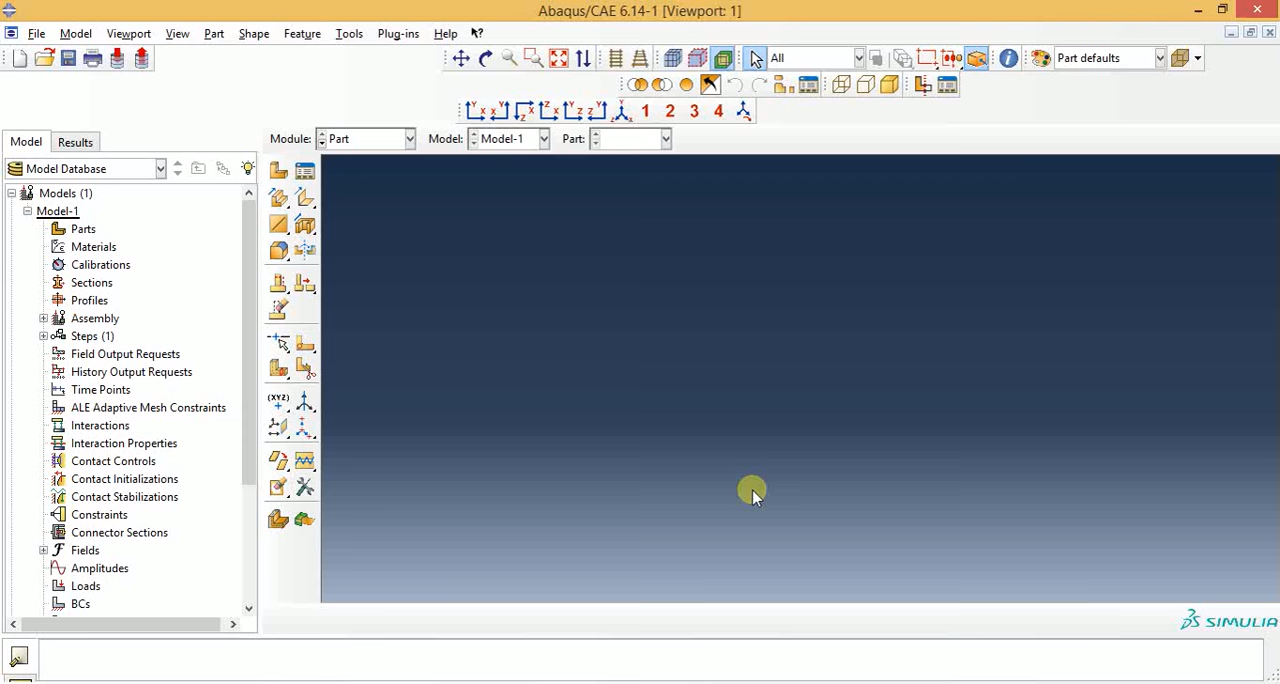 Abaqus/CAE 6.14-1 [Viewport: 1]
File Model Viewport View Part Shape Feature Tools Plug-ins Help
All Part defaults
1 2 3 4
Model Results
Module: Part Model: Model-1 Part:
Model Database
Models (1)
Model-1
Parts
Materials
Calibrations
Sections
Profiles
Assembly
Steps (1)
Field Output Requests
History Output Requests
Time Points
ALE Adaptive Mesh Constraints
Interactions
Interaction Properties
Contact Controls
Contact Initializations
Contact Stabilizations
Constraints
Connector Sections
Fields
Amplitudes
Loads
BCs
(XYZ)
SIMULIA